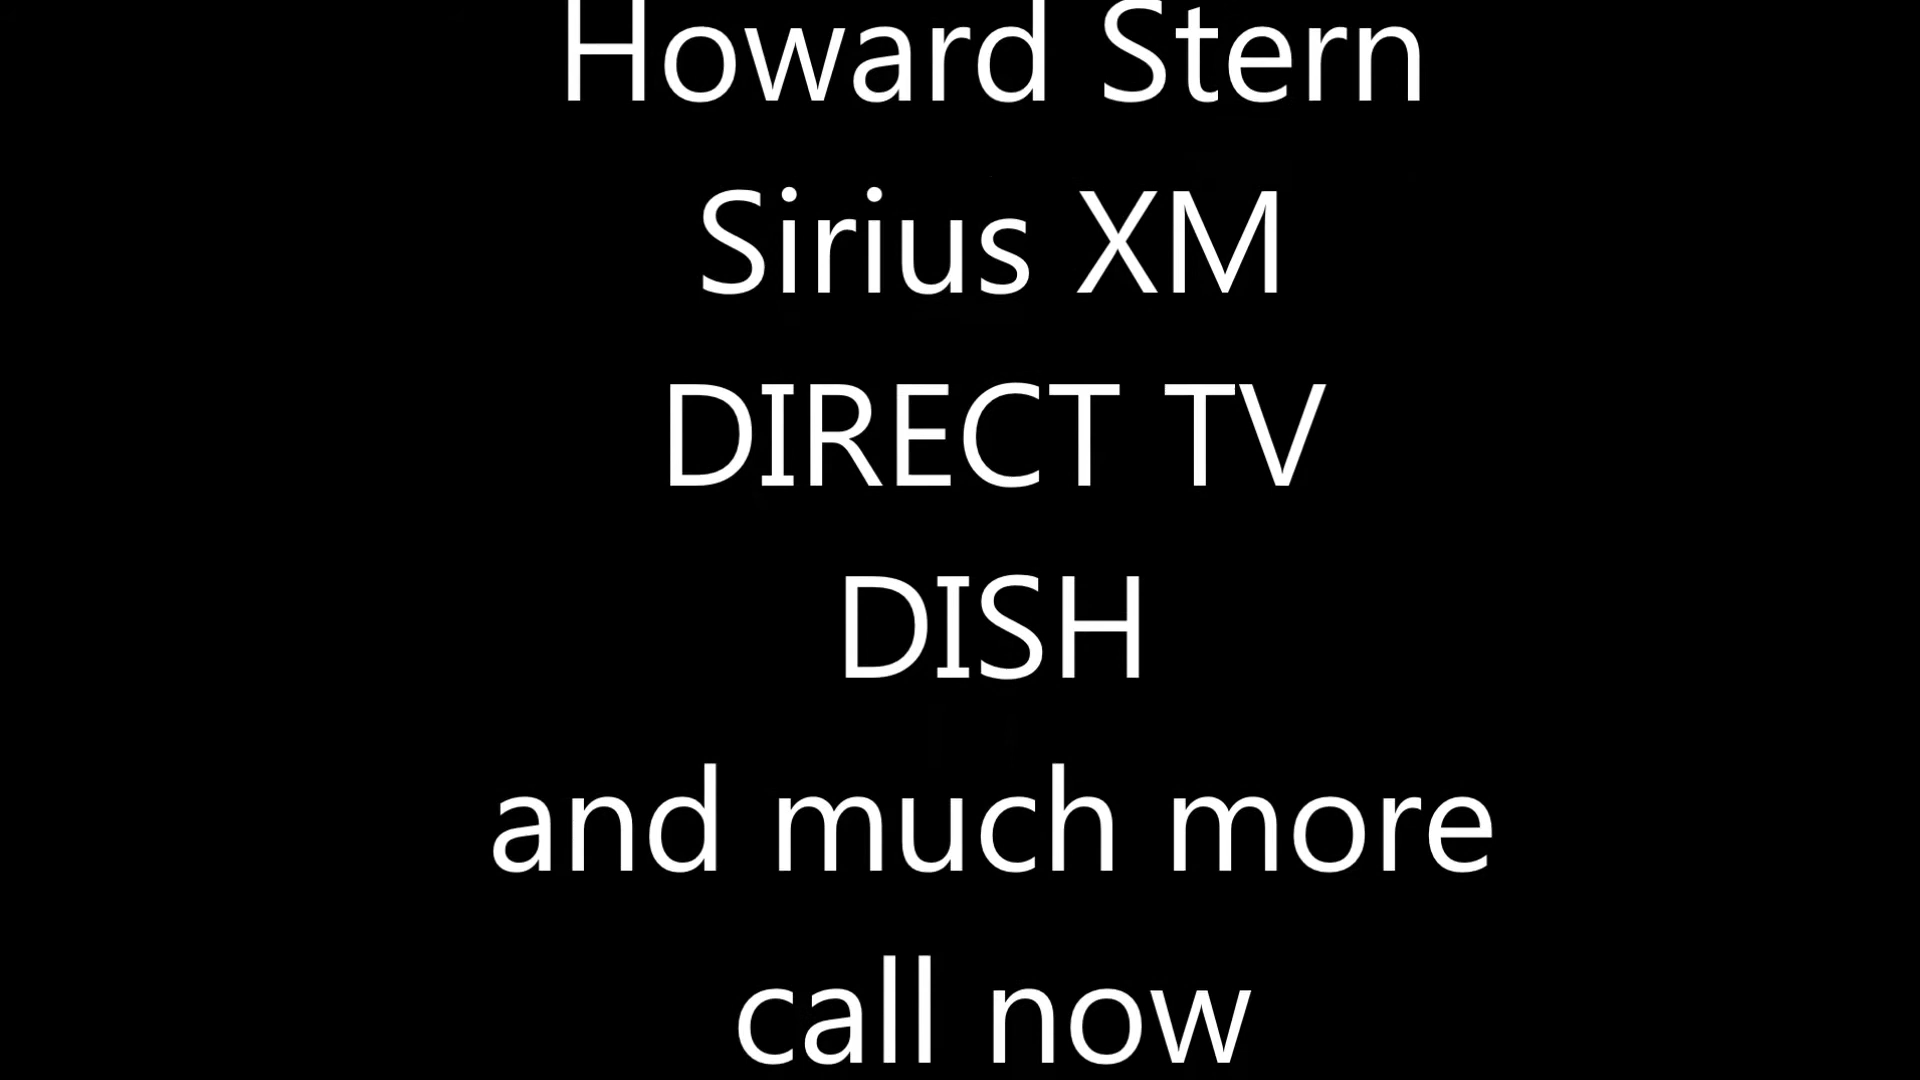 Howard Stern
Sirius XM
DIRECT TV
DISH
and much more
call now